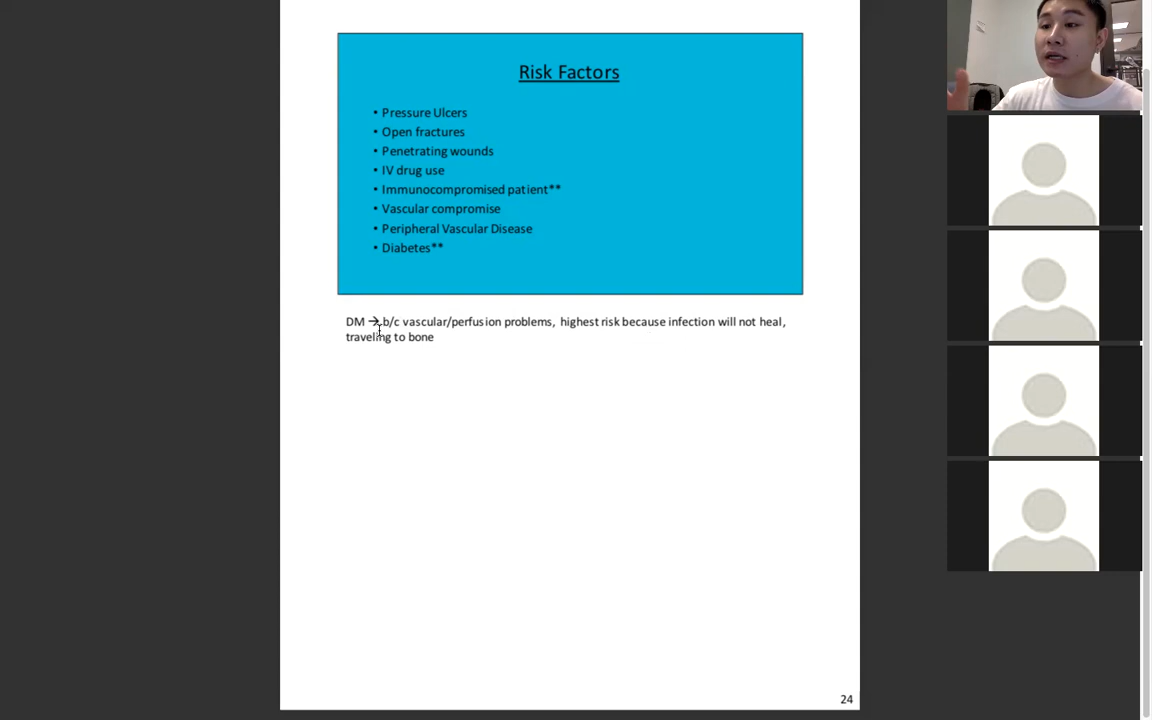 Risk Factors
• Pressure Ulcers
• Open fractures
• Penetrating wounds
• IV drug use
• Immunocompromised patient**
• Vascular compromise
• Peripheral Vascular Disease
• Diabetes**
DM → b/c vascular/perfusion problems, highest risk because infection will not heal,
traveling to bone
24